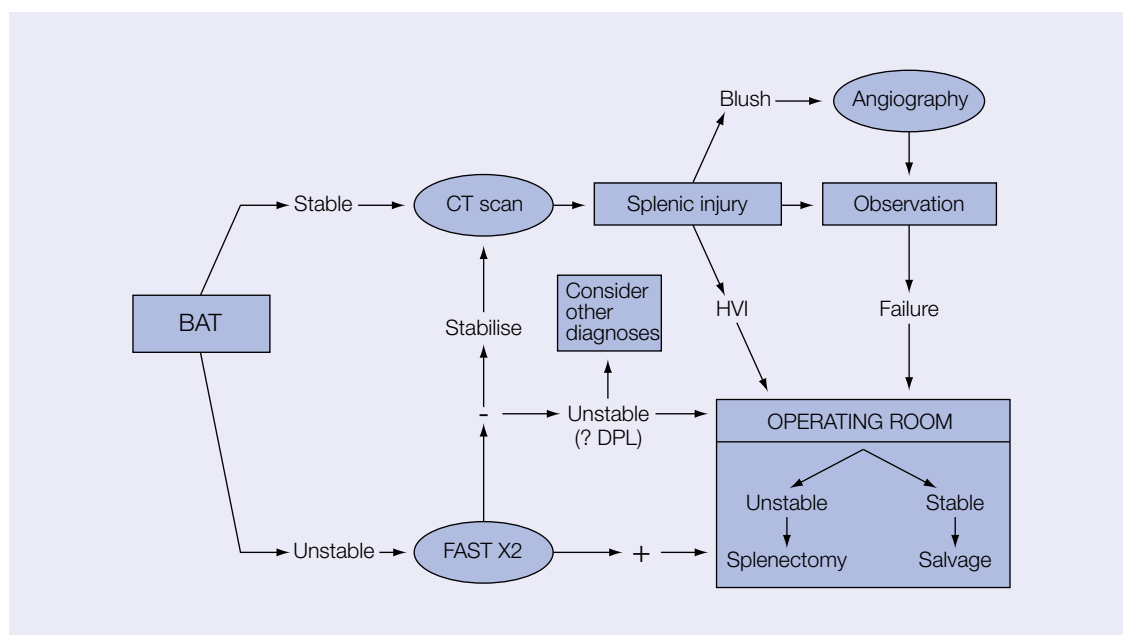 Blush
Angiography
Stable
CT scan
Splenic injury
Observation
BAT
Stabilise
Consider
other
diagnoses
HVI
Failure
-
Unstable
(? DPL)
OPERATING ROOM
Unstable
Stable
Splenectomy
Salvage
Unstable
FAST X2
+